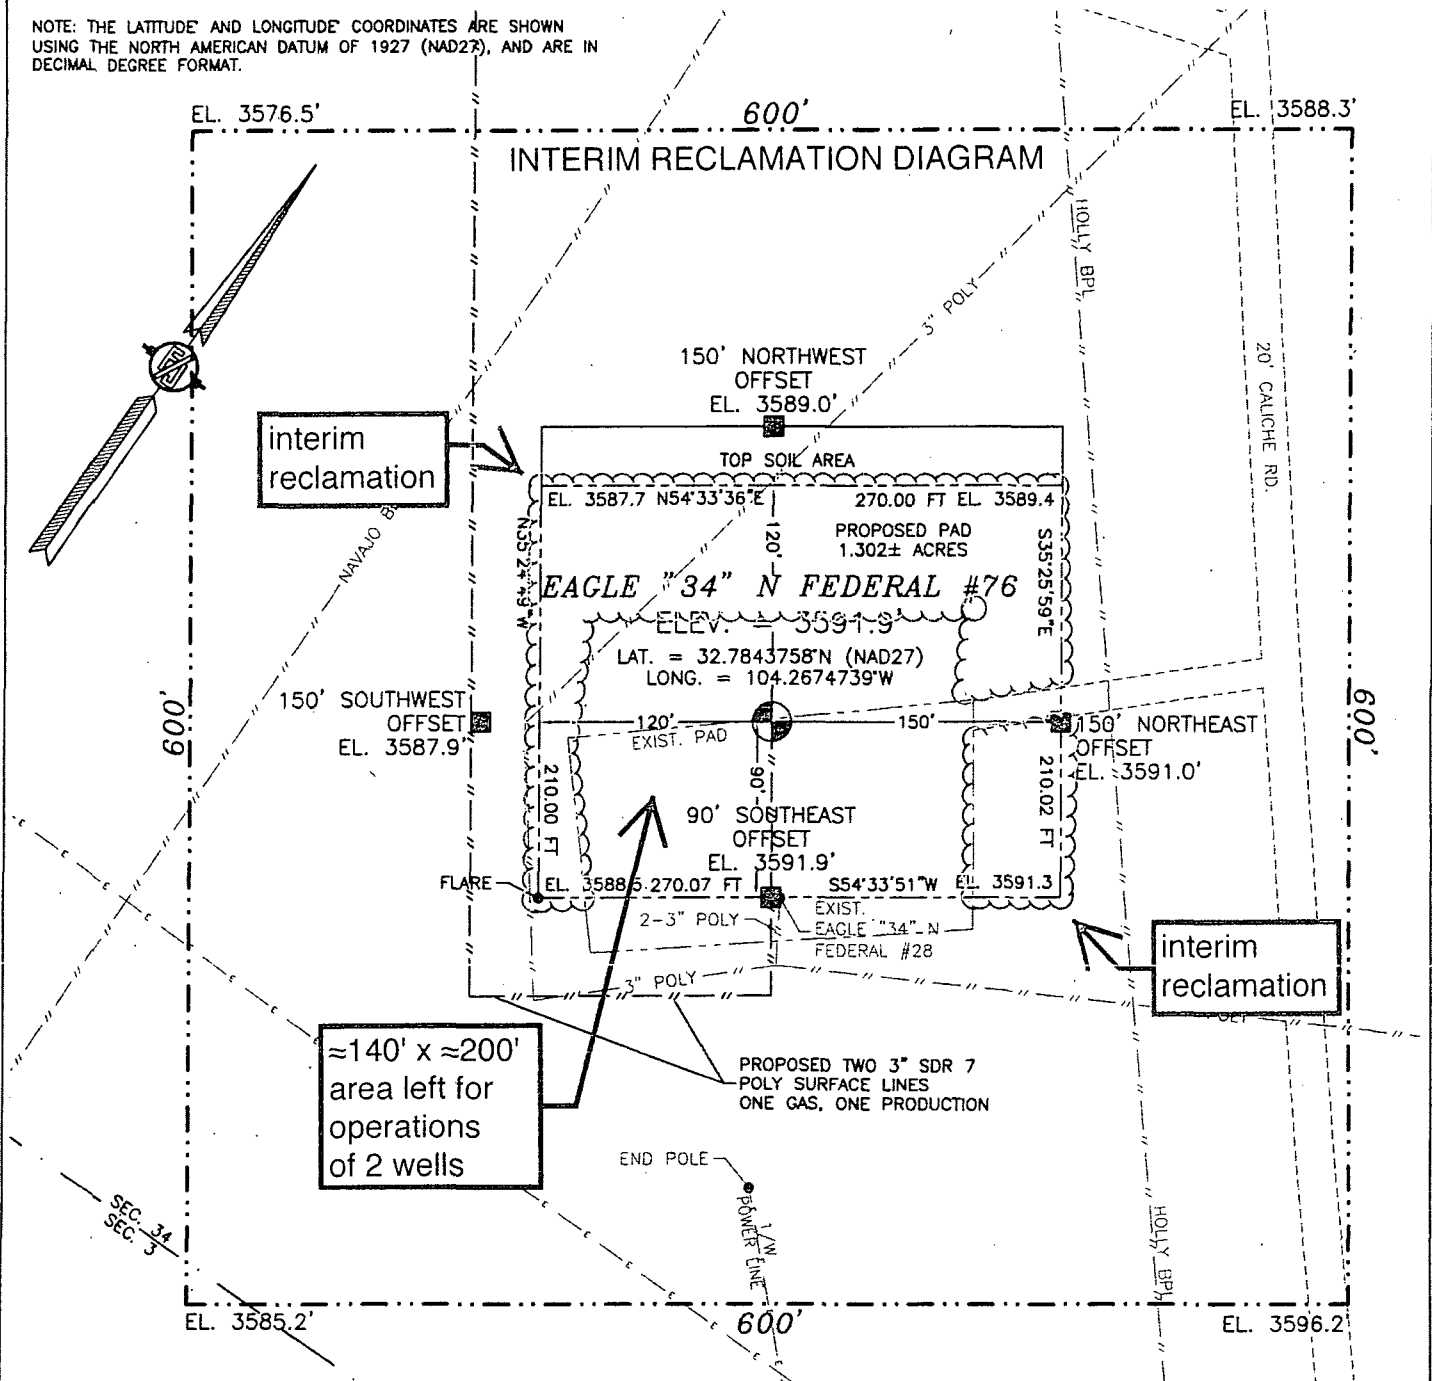 NOTE: THE LATITUDE AND LONGITUDE COORDINATES ARE SHOWN
USING THE NORTH AMERICAN DATUM OF 1927 (NAD27), AND ARE IN
DECIMAL DEGREE FORMAT.
EL. 3576.5'
600'
EL. 3588.3'
INTERIM RECLAMATION DIAGRAM
HOLLY BPL
3" POLY
20' CALICHE RD.
150' NORTHWEST
OFFSET
EL. 3589.0'
interim
reclamation
TOP SOIL AREA
EL. 3587.7 N54°33'36"E
270.00 FT EL. 3589.4
NAVAJO
N35°24'49"W
120'
PROPOSED PAD
1.302± ACRES
S35°25'59"E
EAGLE "34" N FEDERAL #76
ELEV. = 3591.9'
LAT. = 32.7843758°N (NAD27)
LONG. = 104.2674739°W
600'
150' SOUTHWEST
OFFSET
EL. 3587.9'
120'
150'
EXIST. PAD
150' NORTHEAST
OFFSET
EL. 3591.0'
600'
210.00 FT
90'
210.02 FT
90' SOUTHEAST
OFFSET
EL. 3591.9'
FLARE
EL. 3588.5 270.07 FT
S54°33'51"W
EL. 3591.3
2-3" POLY
EXIST.
EAGLE "34" N
FEDERAL #28
3" POLY
interim
reclamation
≈140' x ≈200'
area left for
operations
of 2 wells
PROPOSED TWO 3" SDR 7
POLY SURFACE LINES
ONE GAS, ONE PRODUCTION
END POLE
1/W
POWER LINE
HOLLY BPL
SEC. 34
SEC. 3
EL. 3585.2'
600'
EL. 3596.2'